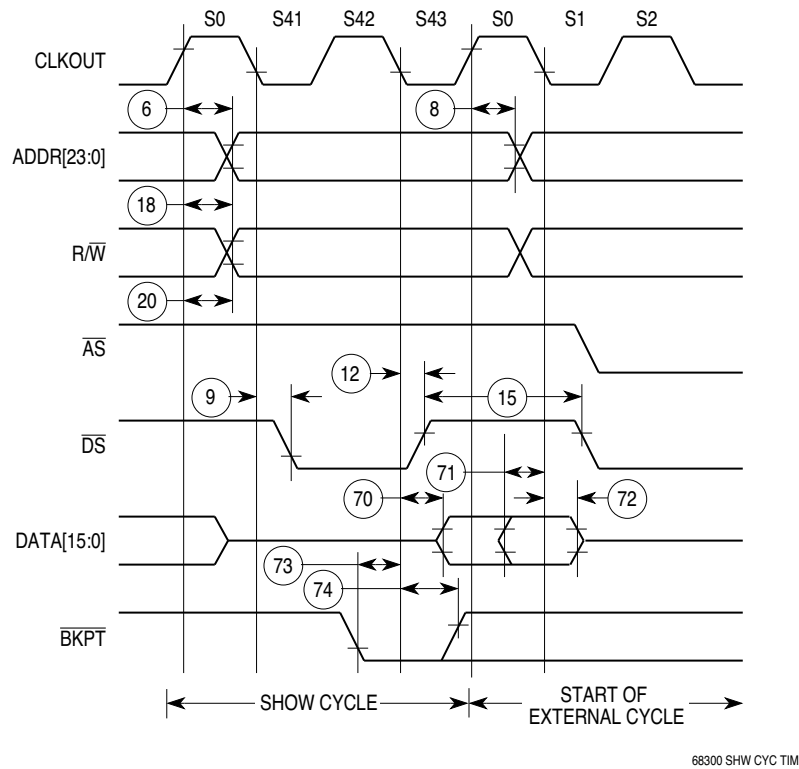 S0 S41 S42 S43 S0 S1 S2
CLKOUT
6 8
ADDR[23:0]
18
R/W
20
AS
12
9 15
DS
71
70 72
DATA[15:0]
73
74
BKPT
SHOW CYCLE START OF
EXTERNAL CYCLE
68300 SHW CYC TIM